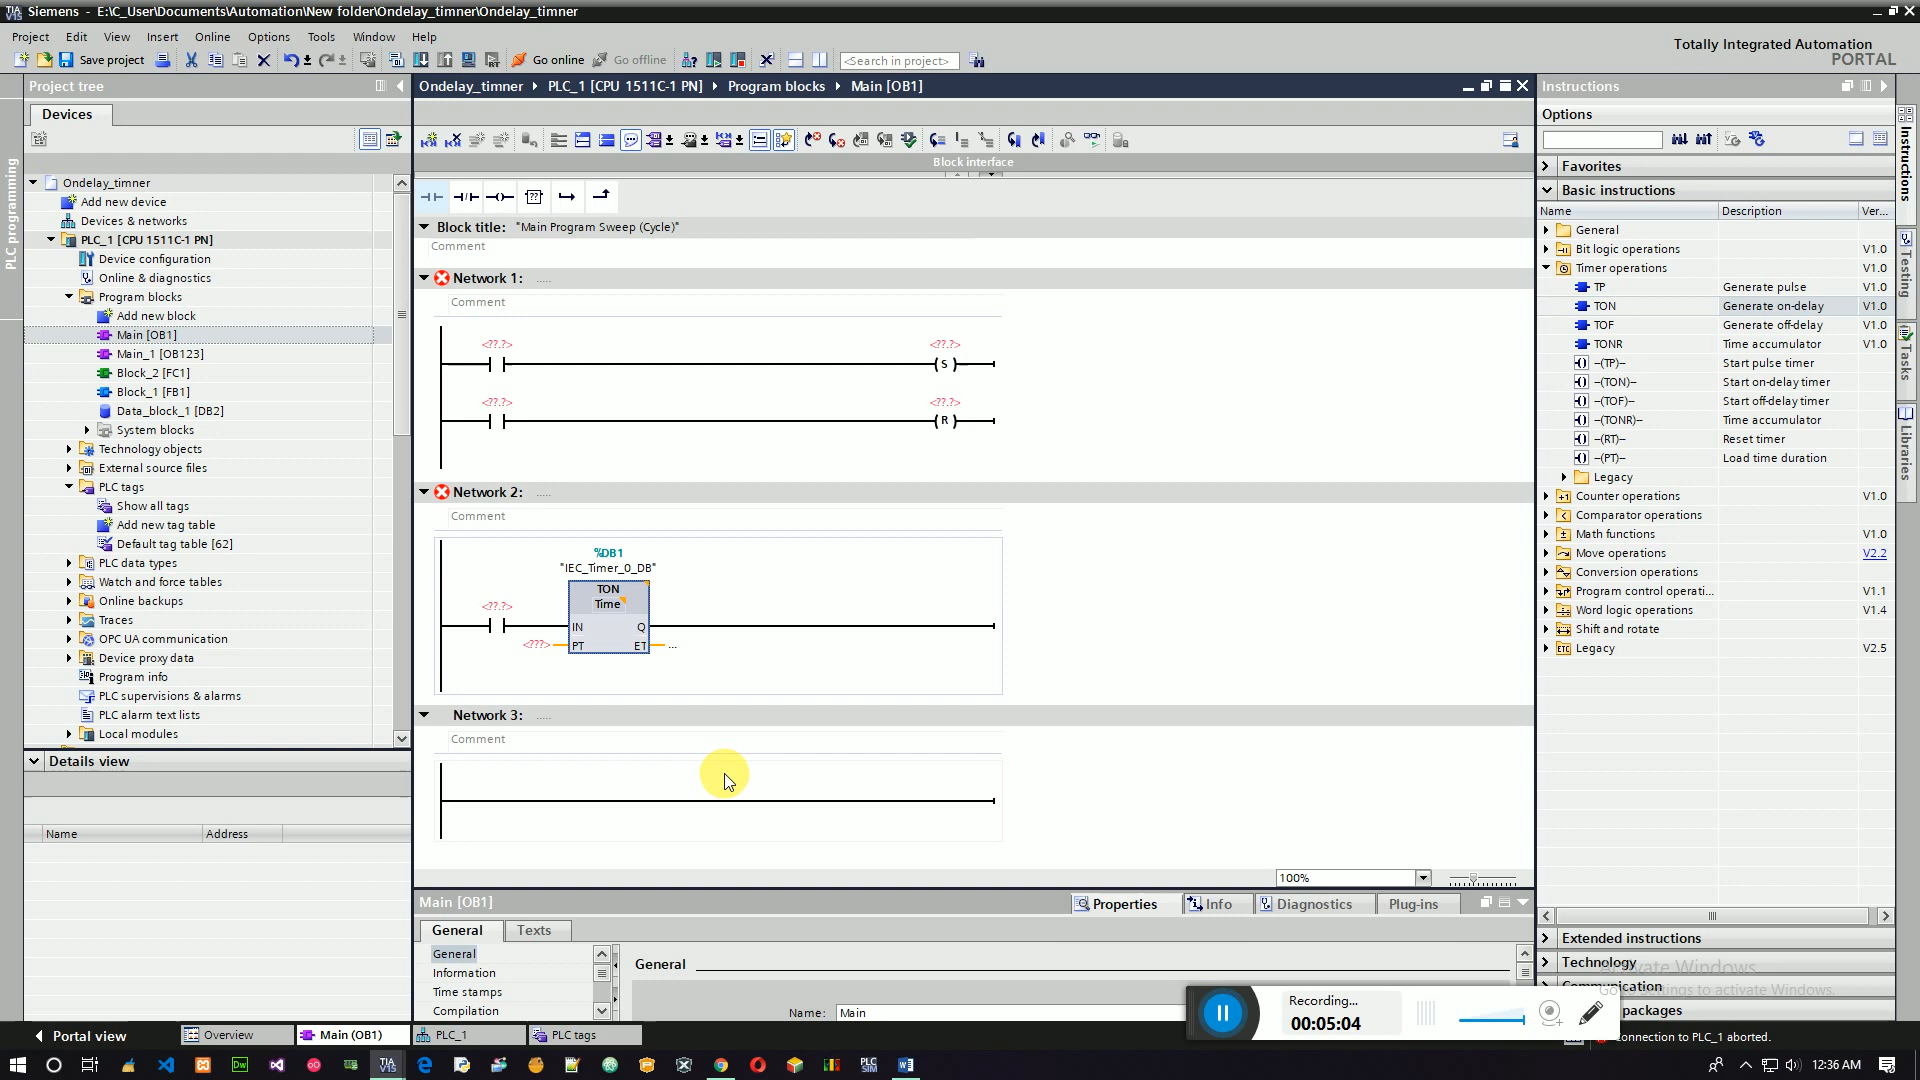 Siemens - E:\C_User\Documents\Automation\New folder\Ondelay_timner\Ondelay_timner
Project Edit View Insert Online Options Tools Window Help
Totally Integrated Automation
PORTAL
Save project
Go online
Go offline
<Search in project>
Project tree
Devices
PLC programming
Ondelay_timner
Add new device
Devices & networks
PLC_1 [CPU 1511C-1 PN]
Device configuration
Online & diagnostics
Program blocks
Add new block
Main [OB1]
Main_1 [OB123]
Block_2 [FC1]
Block_1 [FB1]
Data_block_1 [DB2]
System blocks
Technology objects
External source files
PLC tags
Show all tags
Add new tag table
Default tag table [62]
PLC data types
Watch and force tables
Online backups
Traces
OPC UA communication
Device proxy data
Program info
PLC supervisions & alarms
PLC alarm text lists
Local modules
Details view
Name Address
Ondelay_timner PLC_1 [CPU 1511C-1 PN] Program blocks Main [OB1]
Block interface
Block title: "Main Program Sweep (Cycle)"
Comment
Network 1: .....
Comment
<??.?> <??.?>
S
<??.?> <??.?>
R
Network 2: .....
Comment
%DB1
"IEC_Timer_0_DB"
TON
Time
<??.?>
IN Q
<???> PT ET ...
Network 3: .....
Comment
100%
Main [OB1]
Properties Info Diagnostics Plug-ins
General Texts
General
Information
Time stamps
Compilation
General
Name: Main
Instructions
Options
Favorites
Basic instructions
Name Description Ver...
General
Bit logic operations V1.0
Timer operations V1.0
TP Generate pulse V1.0
TON Generate on-delay V1.0
TOF Generate off-delay V1.0
TONR Time accumulator V1.0
-(TP)- Start pulse timer
-(TON)- Start on-delay timer
-(TOF)- Start off-delay timer
-(TONR)- Time accumulator
-(RT)- Reset timer
-(PT)- Load time duration
Legacy
Counter operations V1.0
Comparator operations
Math functions V1.0
Move operations V2.2
Conversion operations
Program control operati... V1.1
Word logic operations V1.4
Shift and rotate
Legacy V2.5
Extended instructions
Technology
Communication
packages
Activate Windows
Go to Settings to activate Windows.
Instructions
Testing
Tasks
Libraries
Recording...
00:05:04
Portal view
Overview
Main (OB1)
PLC_1
PLC tags
Connection to PLC_1 aborted.
12:36 AM